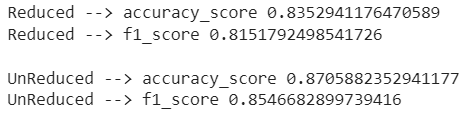 Reduced --> accuracy_score 0.8352941176470589
Reduced --> f1_score 0.8151792498541726
UnReduced --> accuracy_score 0.8705882352941177
UnReduced --> f1_score 0.8546682899739416